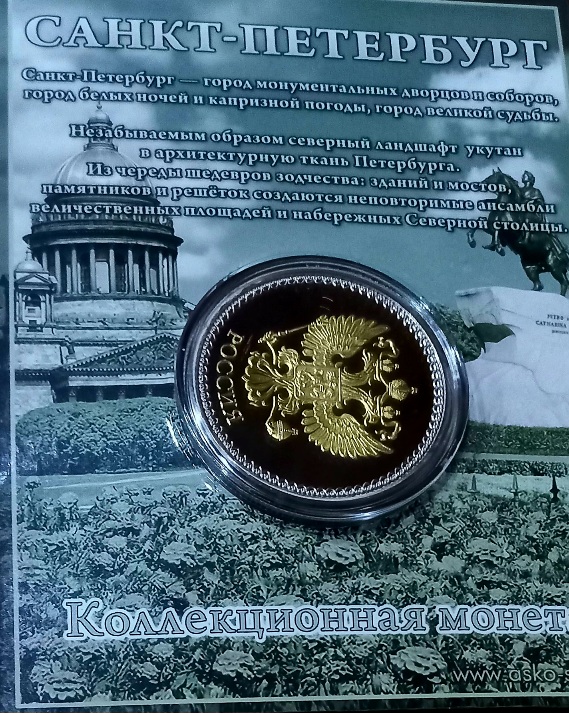 САНКТ-ПЕТЕРБУРГ
Санкт-Петербург — город монументальных дворцов и соборов,
город белых ночей и капризной погоды, город великой судьбы.
Незабываемым образом северный ландшафт укутан
в архитектурную ткань Петербурга.
Из череды шедевров зодчества: зданий и мостов,
памятников и решёток создаются неповторимые ансамбли
величественных площадей и набережных Северной столицы.
РОССИЯ
Коллекционная монет
www.asko-s